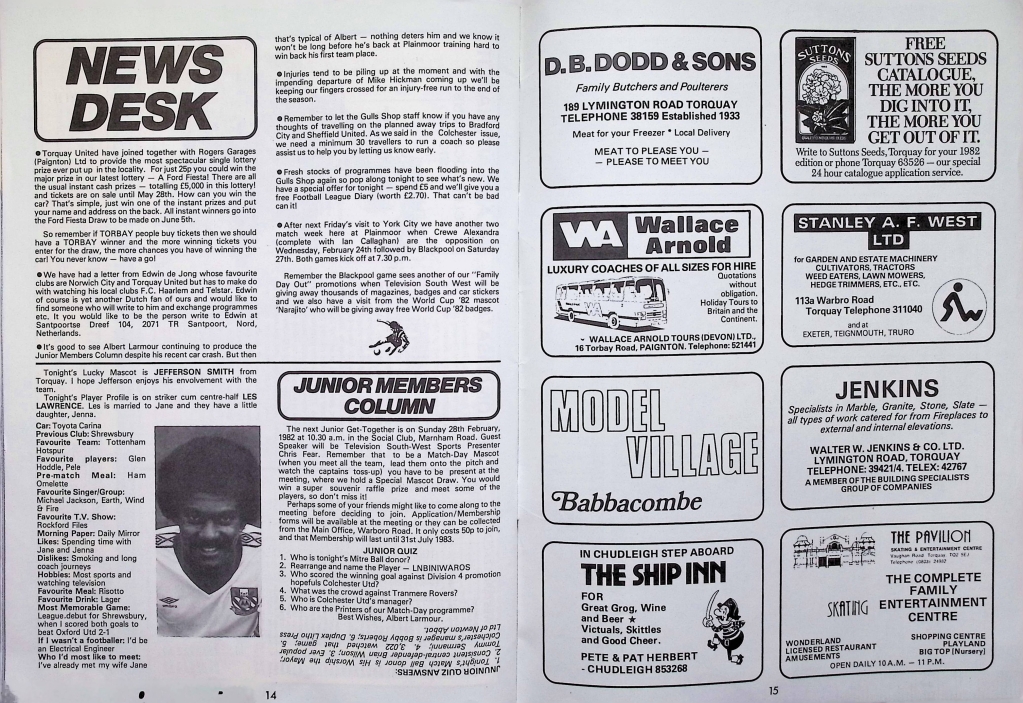 NEWS
DESK
Torquay United have joined together with Rogers Garages
(Paignton) Ltd to provide the most spectacular single lottery
prize ever put up in the locality. For just 25p you could win the
major prize in our latest lottery — A Ford Fiesta! There are all
the usual instant cash prizes — totalling £5,000 in this lottery!
and tickets are on sale until May 28th. How can you win the
car? That's simple, just win one of the instant prizes and put
your name and address on the back. All instant winners go into
the Ford Fiesta Draw to be made on June 5th.
So remember if TORBAY people buy tickets then we should
have a TORBAY winner and the more winning tickets you
enter for the draw, the more chances you have of winning the
car! You never know — have a go!
We have had a letter from Edwin de Jong whose favourite
clubs are Norwich City and Torquay United but has to make do
with watching his local clubs F.C. Haarlem and Telstar. Edwin
of course is yet another Dutch fan of ours and would like to
find someone who will write to him and exchange programmes
etc. It you would like to be the person write to Edwin at
Santpoortse Dreef 104, 2071 TR Santpoort, Nord,
Netherlands.
It's good to see Albert Larmour continuing to produce the
Junior Members Column despite his recent car crash. But then
Tonight's Lucky Mascot is JEFFERSON SMITH from
Torquay. I hope Jefferson enjoys his envolvement with the
team.
Tonight's Player Profile is on striker cum centre-half LES
LAWRENCE. Les is married to Jane and they have a little
daughter, Jenna.
Car: Toyota Carina
Previous Club: Shrewsbury
Favourite Team: Tottenham
Hotspur
Favourite players: Glen
Hoddle, Pele
Pre-match Meal: Ham
Omelette
Favourite Singer/Group:
Michael Jackson, Earth, Wind
& Fire
Favourite T.V. Show:
Rockford Files
Morning Paper: Daily Mirror
Likes: Spending time with
Jane and Jenna
Dislikes: Smoking and long
coach journeys
Hobbies: Most sports and
watching television
Favourite Meal: Risotto
Favourite Drink: Lager
Most Memorable Game:
League.debut for Shrewsbury,
when I scored both goals to
beat Oxford Utd 2-1
If I wasn't a footballer: I'd be
an Electrical Engineer
Who I'd most like to meet:
I've already met my wife Jane
that's typical of Albert — nothing deters him and we know it
won't be long before he's back at Plainmoor training hard to
win back his first team place.
Injuries tend to be piling up at the moment and with the
impending departure of Mike Hickman coming up we'll be
keeping our fingers crossed for an injury-free run to the end of
the season.
Remember to let the Gulls Shop staff know if you have any
thoughts of travelling on the planned away trips to Bradford
City and Sheffield United. As we said in the Colchester issue,
we need a minimum 30 travellers to run a coach so please
assist us to help you by letting us know early.
Fresh stocks of programmes have been flooding into the
Gulls Shop again so pop along tonight to see what's new. We
have a special offer for tonight — spend £5 and we'll give you a
free Football League Diary (worth £2.70). That can't be bad
can it!
After next Friday's visit to York City we have another two
match week here at Plainmoor when Crewe Alexandra
(complete with Ian Callaghan) are the opposition on
Wednesday, February 24th followed by Blackpool on Saturday
27th. Both games kick off at 7.30 p.m.
Remember the Blackpool game sees another of our "Family
Day Out" promotions when Television South West will be
giving away thousands of magazines, badges and car stickers
and we also have a visit from the World Cup '82 mascot
'Narajito' who will be giving away free World Cup '82 badges.
JUNIOR MEMBERS
COLUMN
The next Junior Get-Together is on Sunday 28th February,
1982 at 10.30 a.m. in the Social Club, Marnham Road. Guest
Speaker will be Television South-West Sports Presenter
Chris Fear. Remember that to be a Match-Day Mascot
(when you meet all the team, lead them onto the pitch and
watch the captains toss-up) you have to be present at the
meeting, where we hold a Special Mascot Draw. You would
win a super souvenir raffle prize and meet some of the
players, so don't miss it!
Perhaps some of your friends might like to come along to the
meeting before deciding to join. Application/Membership
forms will be available at the meeting or they can be collected
from the Main Office, Warboro Road. It only costs 50p to join,
and that Membership will last until 31st July 1983.
JUNIOR QUIZ
1. Who is tonight's Mitre Ball donor?
2. Rearrange and name the Player — LNBINIWAROS
3. Who scored the winning goal against Division 4 promotion
hopefuls Colchester Utd?
4. What was the crowd against Tranmere Rovers?
5. Who is Colchester Utd's manager?
6. Who are the Printers of our Match-Day programme?
Best Wishes, Albert Larmour.
JUNIOR QUIZ ANSWERS:
1. Tonight's Match Ball donor is His Worship the Mayor;
2. Consistent central-defender Brian Wilson; 3. Ever popular
Tommy Sermanni; 4. 3,022 watched that game; 5.
Colchester's manager is Bobby Roberts; 6. Duplex Litho Press
Ltd of Newton Abbot.
14
D. B. DODD & SONS
Family Butchers and Poulterers
189 LYMINGTON ROAD TORQUAY
TELEPHONE 38159 Established 1933
Meat for your Freezer * Local Delivery
MEAT TO PLEASE YOU —
— PLEASE TO MEET YOU
SUTTONS
SEEDS
FREE
SUTTONS SEEDS
CATALOGUE,
THE MORE YOU
DIG INTO IT,
THE MORE YOU
GET OUT OF IT.
Write to Suttons Seeds, Torquay for your 1982
edition or phone Torquay 63526 — our special
24 hour catalogue application service.
WA Wallace
Arnold
LUXURY COACHES OF ALL SIZES FOR HIRE
Quotations
without
obligation.
Holiday Tours to
Britain and the
Continent.
WALLACE ARNOLD TOURS (DEVON) LTD.,
16 Torbay Road, PAIGNTON. Telephone: 521441
STANLEY A. F. WEST
LTD
for GARDEN AND ESTATE MACHINERY
CULTIVATORS, TRACTORS
WEED EATERS, LAWN MOWERS,
HEDGE TRIMMERS, ETC., ETC.
113a Warbro Road
Torquay Telephone 311040
and at
EXETER, TEIGNMOUTH, TRURO
MODEL
VILLAGE
Babbacombe
JENKINS
Specialists in Marble, Granite, Stone, Slate —
all types of work catered for from Fireplaces to
external and internal elevations.
WALTER W. JENKINS & CO. LTD.
LYMINGTON ROAD, TORQUAY
TELEPHONE: 39421/4. TELEX: 42767
A MEMBER OF THE BUILDING SPECIALISTS
GROUP OF COMPANIES
IN CHUDLEIGH STEP ABOARD
THE SHIP INN
FOR
Great Grog, Wine
and Beer ★
Victuals, Skittles
and Good Cheer.
PETE & PAT HERBERT
- CHUDLEIGH 853268
THE PAVILION
SKATING & ENTERTAINMENT CENTRE
Vaughan Road Torquay TQ2 5EJ
THE COMPLETE
FAMILY
SKATING ENTERTAINMENT
CENTRE
WONDERLAND
LICENSED RESTAURANT
AMUSEMENTS
SHOPPING CENTRE
PLAYLAND
BIG TOP [Nursery]
OPEN DAILY 10 A.M. — 11 P.M.
15